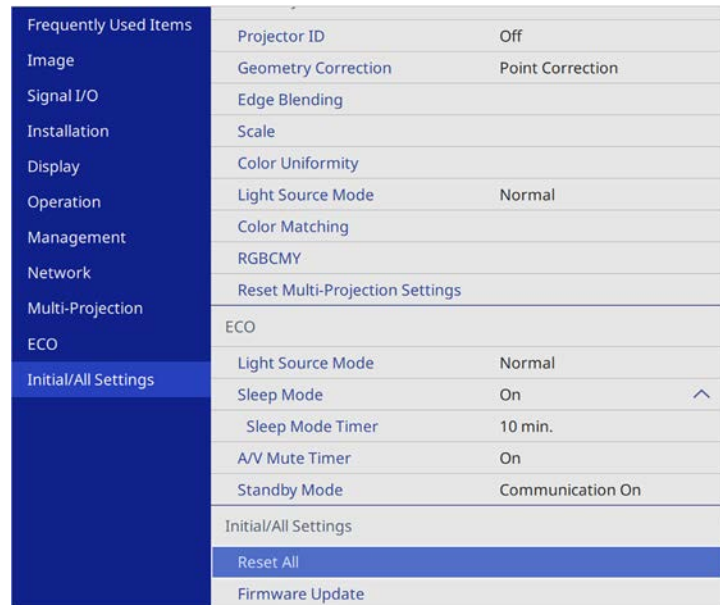 Frequently Used Items
Image
Signal I/O
Installation
Display
Operation
Management
Network
Multi-Projection
ECO
Initial/All Settings
Projector ID Off
Geometry Correction Point Correction
Edge Blending
Scale
Color Uniformity
Light Source Mode Normal
Color Matching
RGBCMY
Reset Multi-Projection Settings
ECO
Light Source Mode Normal
Sleep Mode On
Sleep Mode Timer 10 min.
A/V Mute Timer On
Standby Mode Communication On
Initial/All Settings
Reset All
Firmware Update